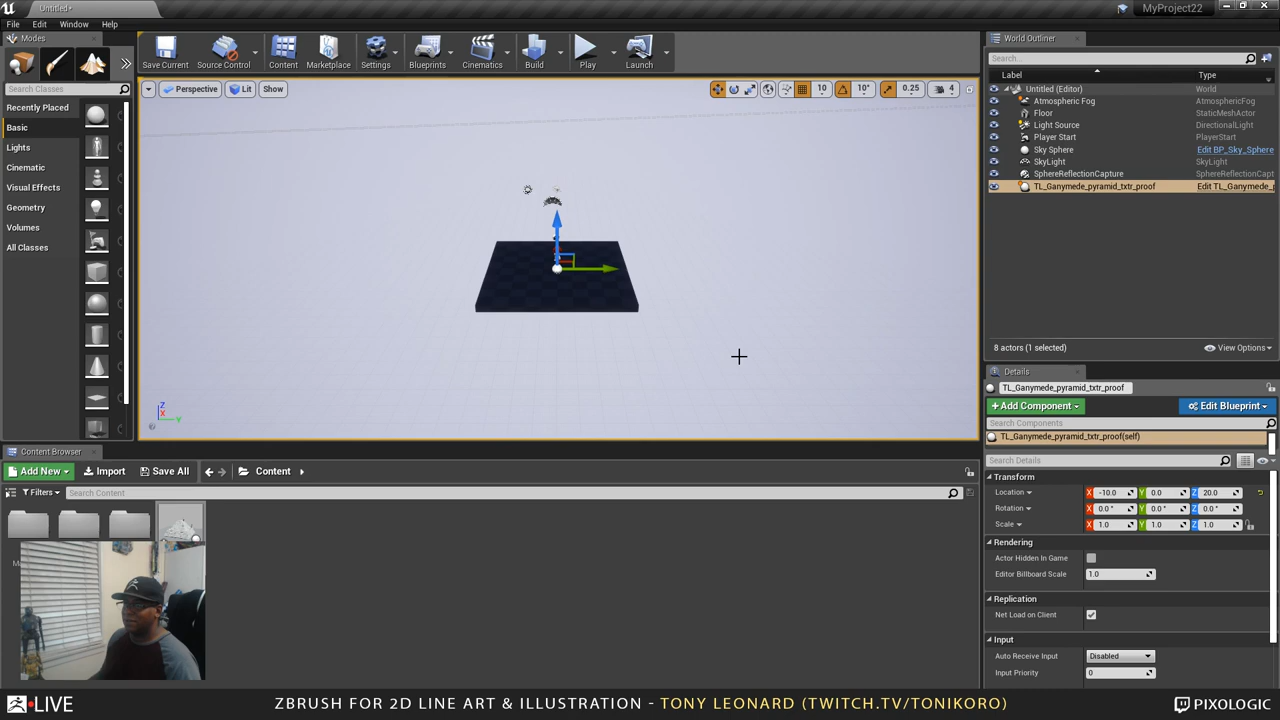 Untitled*
MyProject22
File Edit Window Help
Modes
Search Classes
Recently Placed
Basic
Lights
Cinematic
Visual Effects
Geometry
Volumes
All Classes
Save Current
Source Control
Content
Marketplace
Settings
Blueprints
Cinematics
Build
Play
Launch
Perspective
Lit
Show
10
10°
0.25
4
Z
X
Y
World Outliner
Search...
Label Type
Untitled (Editor) World
Atmospheric Fog AtmosphericFog
Floor StaticMeshActor
Light Source DirectionalLight
Player Start PlayerStart
Sky Sphere Edit BP_Sky_Sphere
SkyLight SkyLight
SphereReflectionCapture SphereReflectionCapt
TL_Ganymede_pyramid_txtr_proof Edit TL_Ganymede_p
8 actors (1 selected)
View Options
Details
TL_Ganymede_pyramid_txtr_proof
+ Add Component
Edit Blueprint
Search Components
TL_Ganymede_pyramid_txtr_proof(self)
Search Details
Transform
Location X -10.0 Y 0.0 Z 20.0
Rotation X 0.0 ° Y 0.0 ° Z 0.0 °
Scale X 1.0 Y 1.0 Z 1.0
Rendering
Actor Hidden In Game
Editor Billboard Scale 1.0
Replication
Net Load on Client
Input
Auto Receive Input Disabled
Input Priority 0
Content Browser
Add New
Import
Save All
Content
Filters
Search Content
LIVE
ZBRUSH FOR 2D LINE ART & ILLUSTRATION - TONY LEONARD (TWITCH.TV/TONIKORO)
PIXOLOGIC